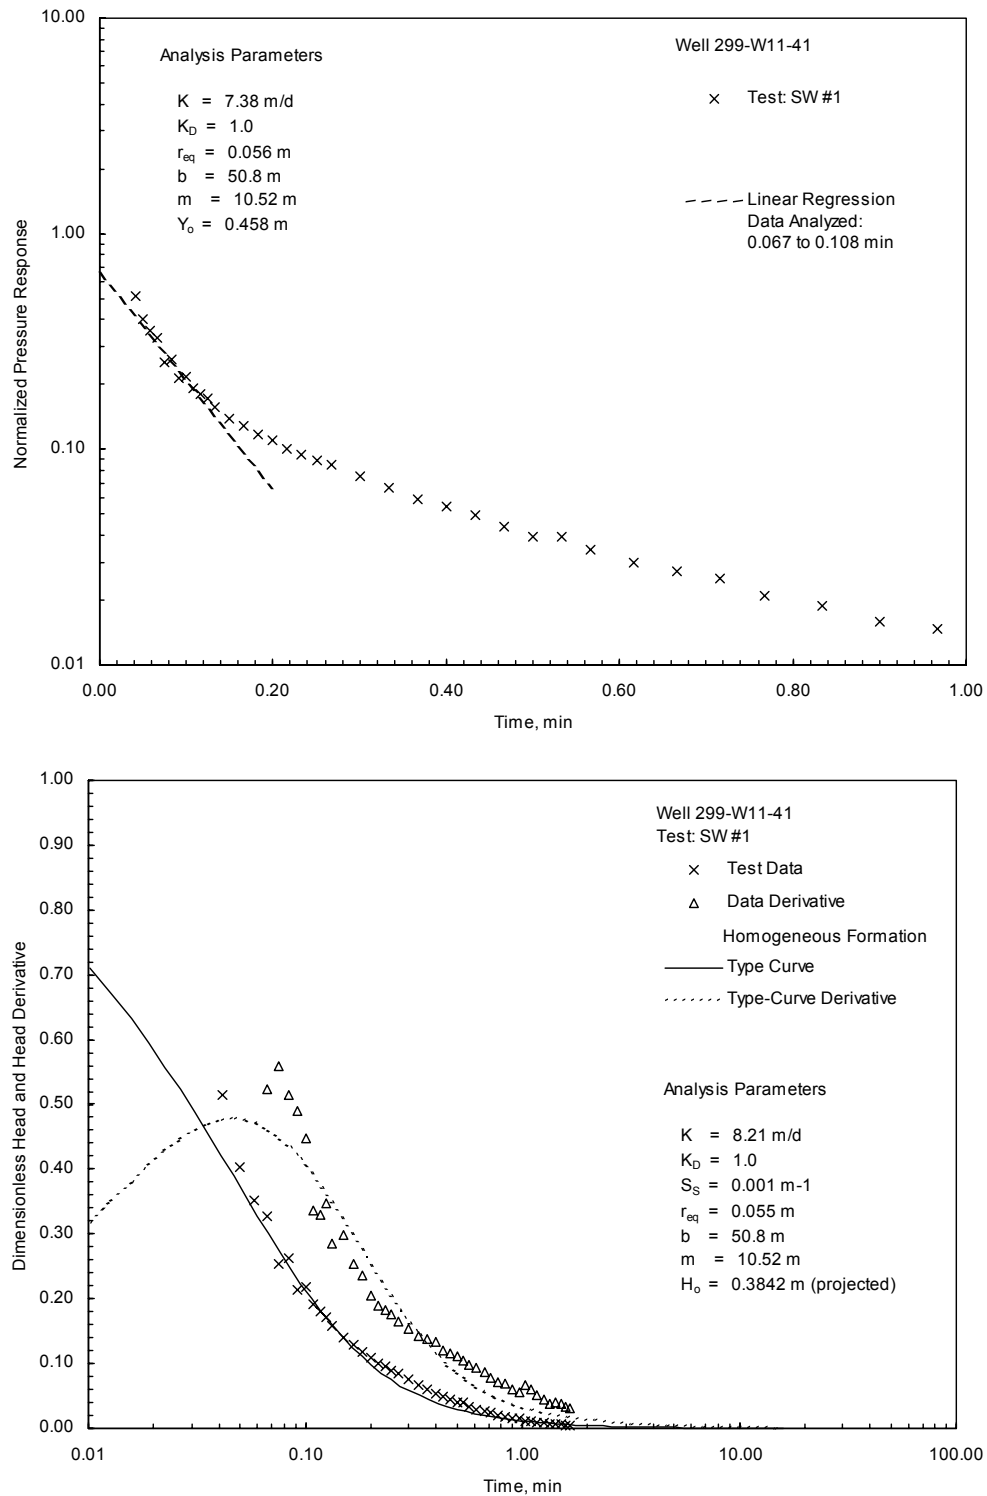 10.00
Analysis Parameters
K = 7.38 m/d
K_D = 1.0
r_eq = 0.056 m
b = 50.8 m
m = 10.52 m
Y_o = 0.458 m
Well 299-W11-41
Test: SW #1
Linear Regression
Data Analyzed:
0.067 to 0.108 min
1.00
0.10
0.01
Normalized Pressure Response
0.00 0.20 0.40 0.60 0.80 1.00
Time, min
1.00
0.90
0.80
0.70
0.60
0.50
0.40
0.30
0.20
0.10
0.00
Dimensionless Head and Head Derivative
Well 299-W11-41
Test: SW #1
Test Data
Data Derivative
Homogeneous Formation
Type Curve
Type-Curve Derivative
Analysis Parameters
K = 8.21 m/d
K_D = 1.0
S_S = 0.001 m-1
r_eq = 0.055 m
b = 50.8 m
m = 10.52 m
H_o = 0.3842 m (projected)
0.01 0.10 1.00 10.00 100.00
Time, min